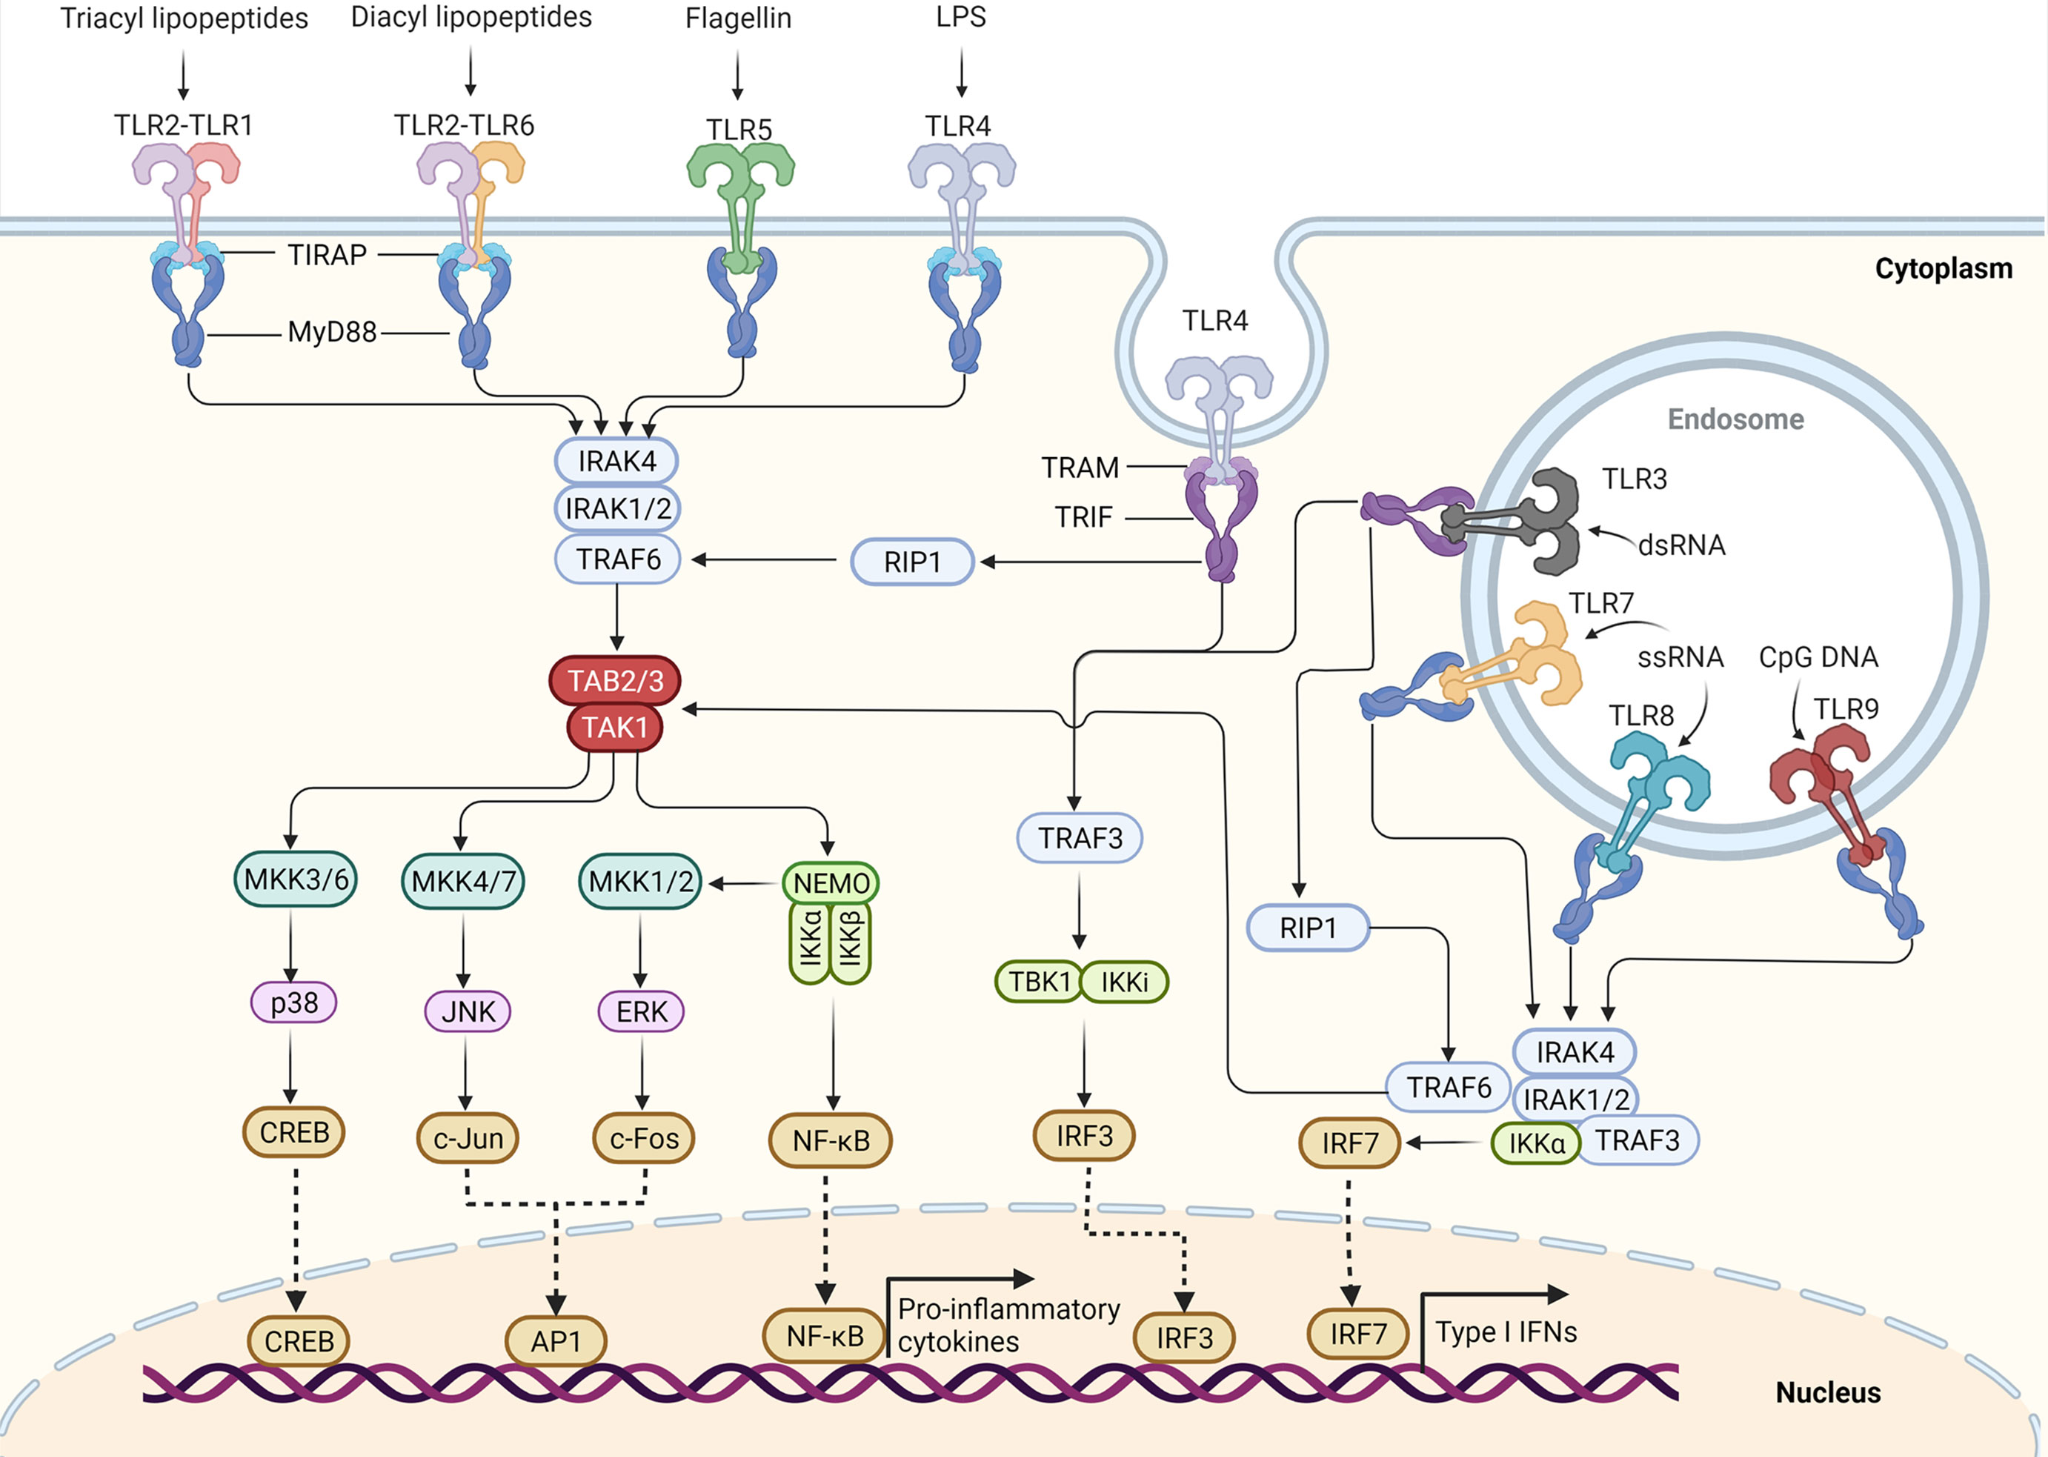 Triacyl lipopeptides
Diacyl lipopeptides
Flagellin
LPS
TLR2-TLR1
TLR2-TLR6
TLR5
TLR4
TIRAP
MyD88
Cytoplasm
TLR4
Endosome
TRAM
TRIF
TLR3
dsRNA
IRAK4
IRAK1/2
TRAF6
RIP1
TLR7
ssRNA
CpG DNA
TLR8
TLR9
TAB2/3
TAK1
MKK3/6
MKK4/7
MKK1/2
NEMO
IKKα
IKKβ
TRAF3
RIP1
p38
JNK
ERK
TBK1
IKKi
IRAK4
TRAF6
IRAK1/2
IKKα
TRAF3
CREB
c-Jun
c-Fos
NF-κB
IRF3
IRF7
Pro-inflammatory
cytokines
Type I IFNs
CREB
AP1
NF-κB
IRF3
IRF7
Nucleus